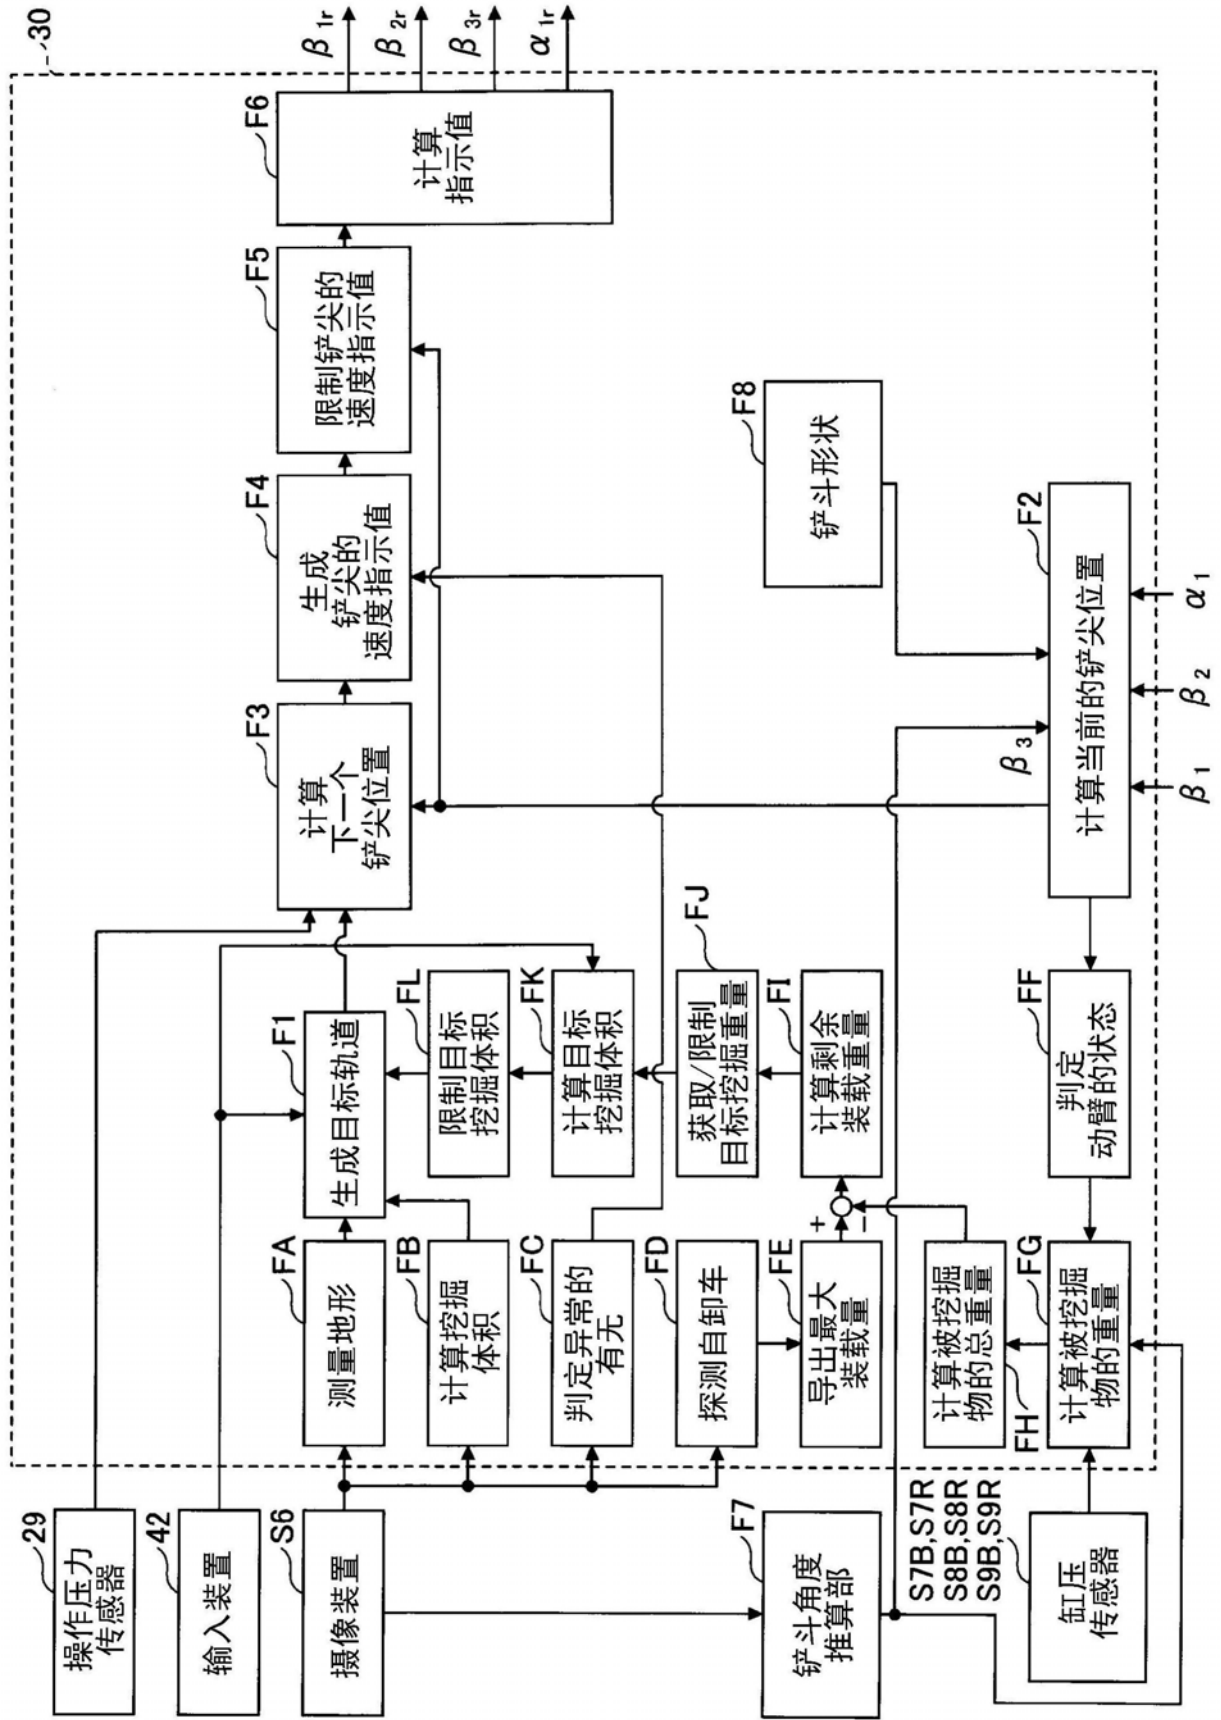 30
β1r
β2r
β3r
α1r
F6
计算
指示值
F5
限制铲尖的
速度指示值
F4
生成
铲尖的
速度指示值
F3
计算
下一个
铲尖位置
F8
铲斗形状
F2
计算当前的铲尖位置
β3
β1
β2
α1
F1
生成目标轨道
FL
限制目标
挖掘体积
FK
计算目标
挖掘体积
FJ
获取/限制
目标挖掘重量
FI
计算剩余
装载重量
FF
判定
动臂的状态
FA
测量地形
FB
计算挖掘
体积
FC
判定异常的
有无
FD
探测自卸车
FE
导出最大
装载量
+
−
FH
计算被挖掘
物的总重量
FG
计算被挖掘
物的重量
29
操作压力
传感器
42
输入装置
S6
摄像装置
F7
铲斗角度
推算部
S7B,S7R
S8B,S8R
S9B,S9R
缸压
传感器